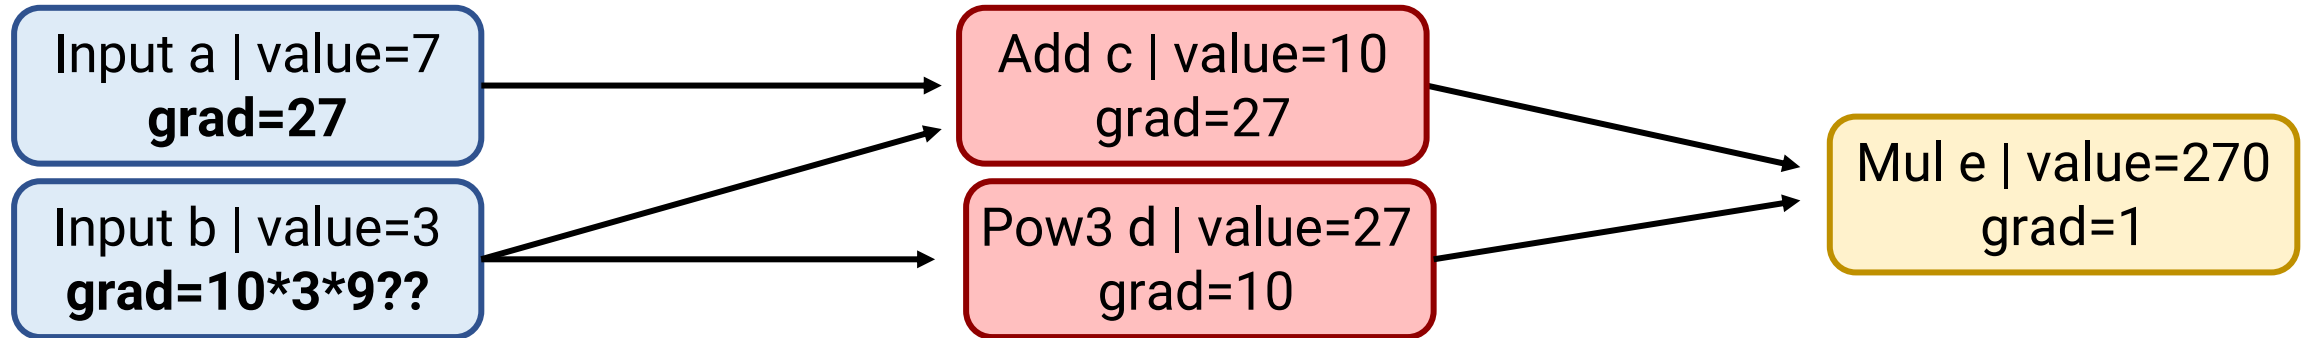 Input a | value=7
grad=27
Input b | value=3
grad=10*3*9??
Add c | value=10
grad=27
Pow3 d | value=27
grad=10
Mul e | value=270
grad=1